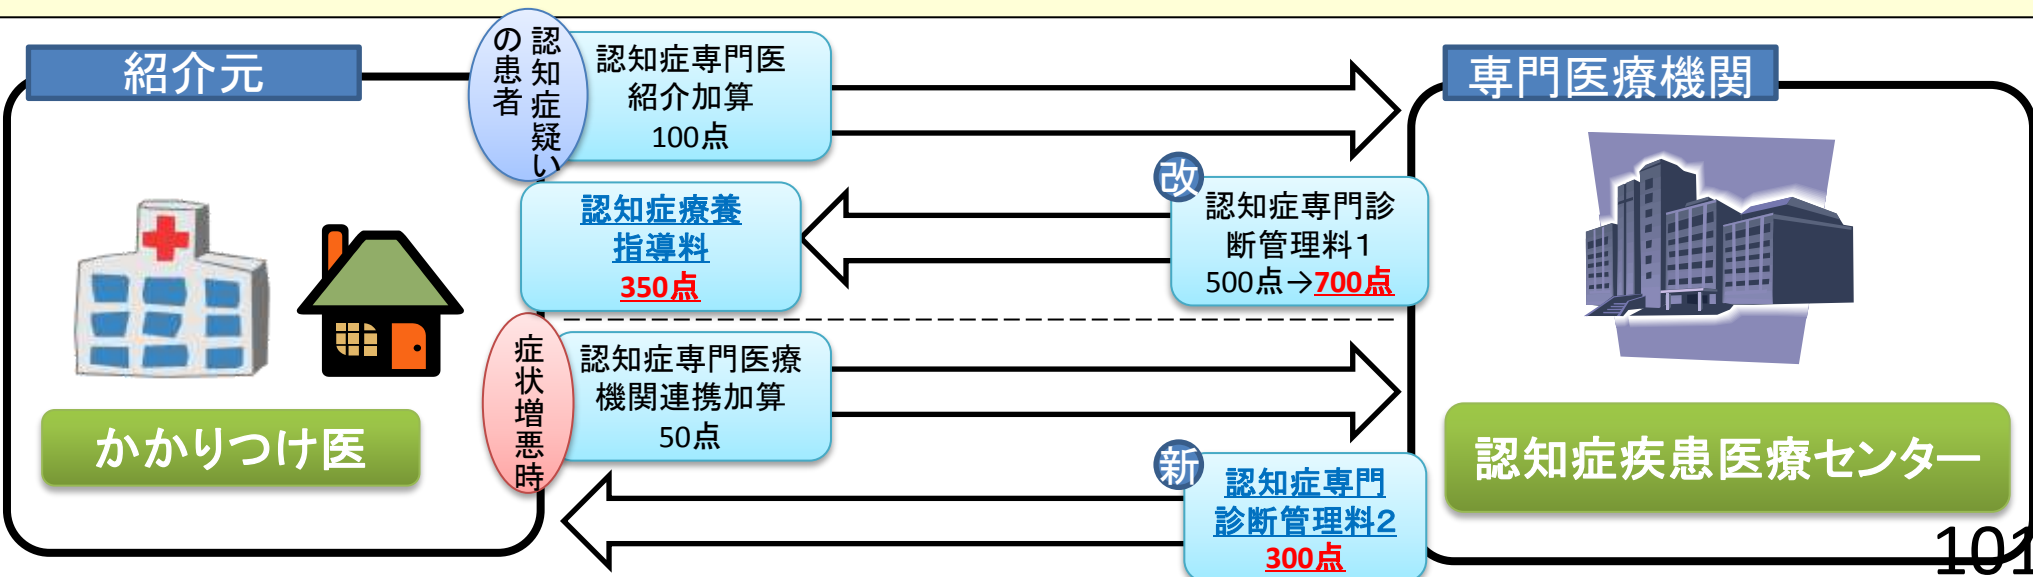 紹介元
認知症疑い
の患者
認知症専門医
紹介加算
100点
専門医療機関
認知症療養
指導料
350点
改
認知症専門診
断管理料1
500点→700点
症状増悪時
認知症専門医療
機関連携加算
50点
新
認知症専門
診断管理料2
300点
かかりつけ医
認知症疾患医療センター
101